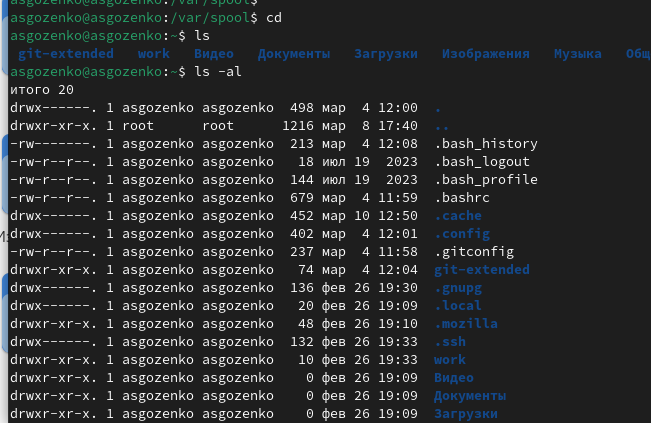 asgozenko@asgozenko:/var/spool$
asgozenko@asgozenko:/var/spool$ cd
asgozenko@asgozenko:~$ ls
git-extended work Видео Документы Загрузки Изображения Музыка
asgozenko@asgozenko:~$ ls -al
итого 20
drwx------. 1 asgozenko asgozenko 498 мар 4 12:00 .
drwxr-xr-x. 1 root root 1216 мар 8 17:40 ..
-rw-------. 1 asgozenko asgozenko 213 мар 4 12:08 .bash_history
-rw-r--r--. 1 asgozenko asgozenko 18 июл 19 2023 .bash_logout
-rw-r--r--. 1 asgozenko asgozenko 144 июл 19 2023 .bash_profile
-rw-r--r--. 1 asgozenko asgozenko 679 мар 4 11:59 .bashrc
drwx------. 1 asgozenko asgozenko 452 мар 10 12:50 .cache
drwx------. 1 asgozenko asgozenko 402 мар 4 12:01 .config
-rw-r--r--. 1 asgozenko asgozenko 237 мар 4 11:58 .gitconfig
drwxr-xr-x. 1 asgozenko asgozenko 74 мар 4 12:04 git-extended
drwx------. 1 asgozenko asgozenko 136 фев 26 19:30 .gnupg
drwx------. 1 asgozenko asgozenko 20 фев 26 19:09 .local
drwxr-xr-x. 1 asgozenko asgozenko 48 фев 26 19:10 .mozilla
drwx------. 1 asgozenko asgozenko 132 фев 26 19:33 .ssh
drwxr-xr-x. 1 asgozenko asgozenko 10 фев 26 19:33 work
drwxr-xr-x. 1 asgozenko asgozenko 0 фев 26 19:09 Видео
drwxr-xr-x. 1 asgozenko asgozenko 0 фев 26 19:09 Документы
drwxr-xr-x. 1 asgozenko asgozenko 0 фев 26 19:09 Загрузки